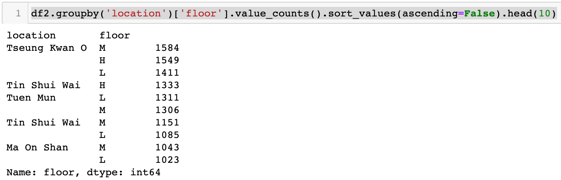 1 df2.groupby('location')['floor'].value_counts().sort_values(ascending=False).head(10)
location floor
Tseung Kwan O M 1584
H 1549
L 1411
Tin Shui Wai H 1333
Tuen Mun L 1311
M 1306
Tin Shui Wai M 1151
L 1085
Ma On Shan M 1043
L 1023
Name: floor, dtype: int64